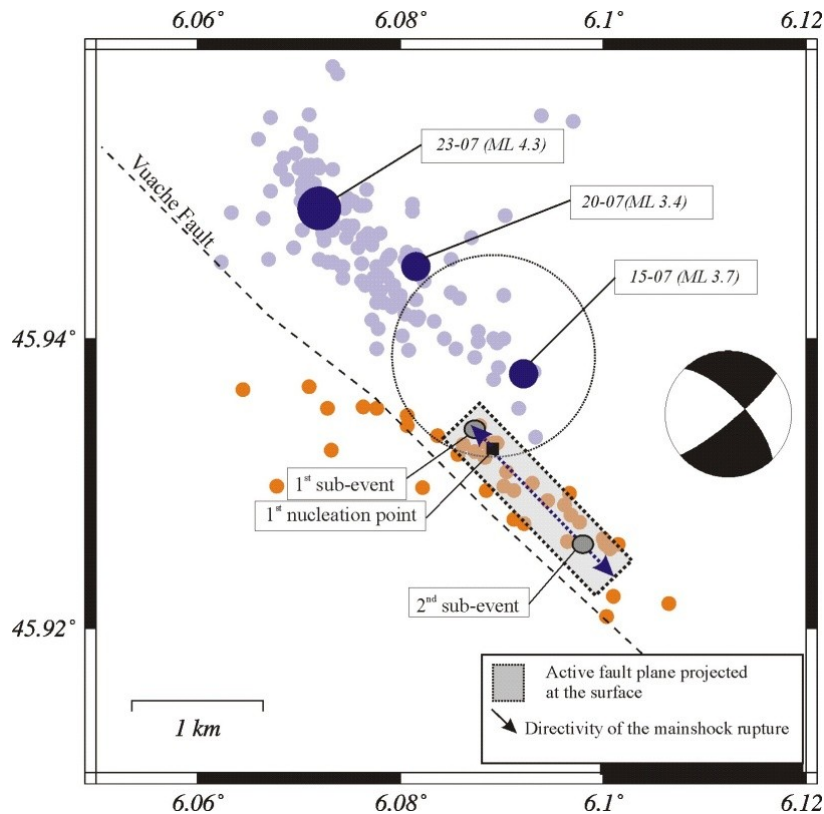 6.06° 6.08° 6.1° 6.12°
23-07 (ML 4.3)
Vuache Fault
20-07(ML 3.4)
15-07 (ML 3.7)
45.94°
1st sub-event
1st nucleation point
2nd sub-event
45.92°
Active fault plane projected
at the surface
Directivity of the mainshock rupture
1 km
6.06° 6.08° 6.1° 6.12°